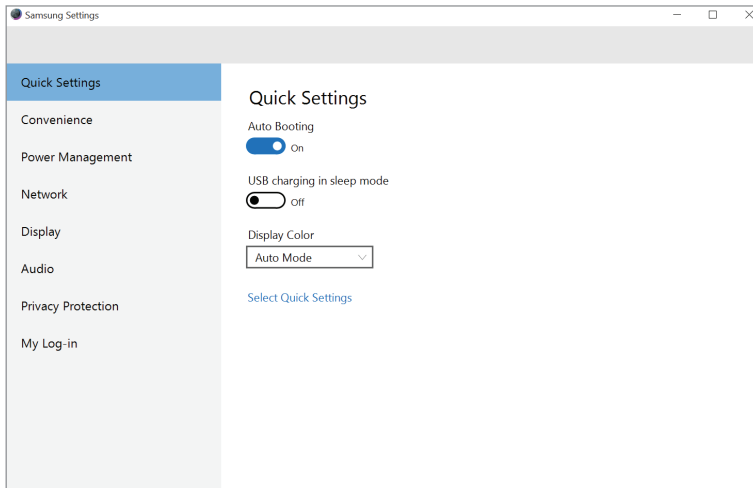 Samsung Settings
Quick Settings
Convenience
Power Management
Network
Display
Audio
Privacy Protection
My Log-in
Quick Settings
Auto Booting
On
USB charging in sleep mode
Off
Display Color
Auto Mode
Select Quick Settings